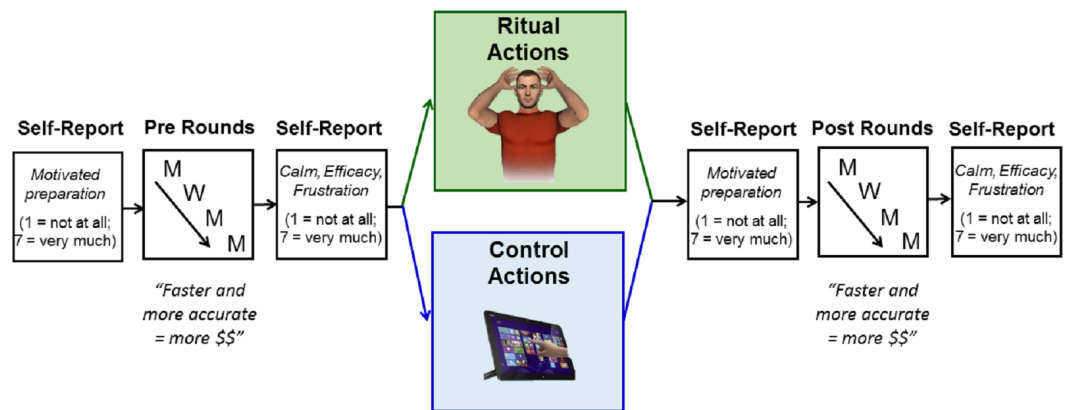 Self-Report
Motivated
preparation
(1 = not at all;
7 = very much)
Pre Rounds
M
W
M
M
“Faster and
more accurate
= more $$”
Self-Report
Calm, Efficacy,
Frustration
(1 = not at all;
7 = very much)
Ritual
Actions
Control
Actions
Self-Report
Motivated
preparation
(1 = not at all;
7 = very much)
Post Rounds
M
W
M
M
“Faster and
more accurate
= more $$”
Self-Report
Calm, Efficacy,
Frustration
(1 = not at all;
7 = very much)